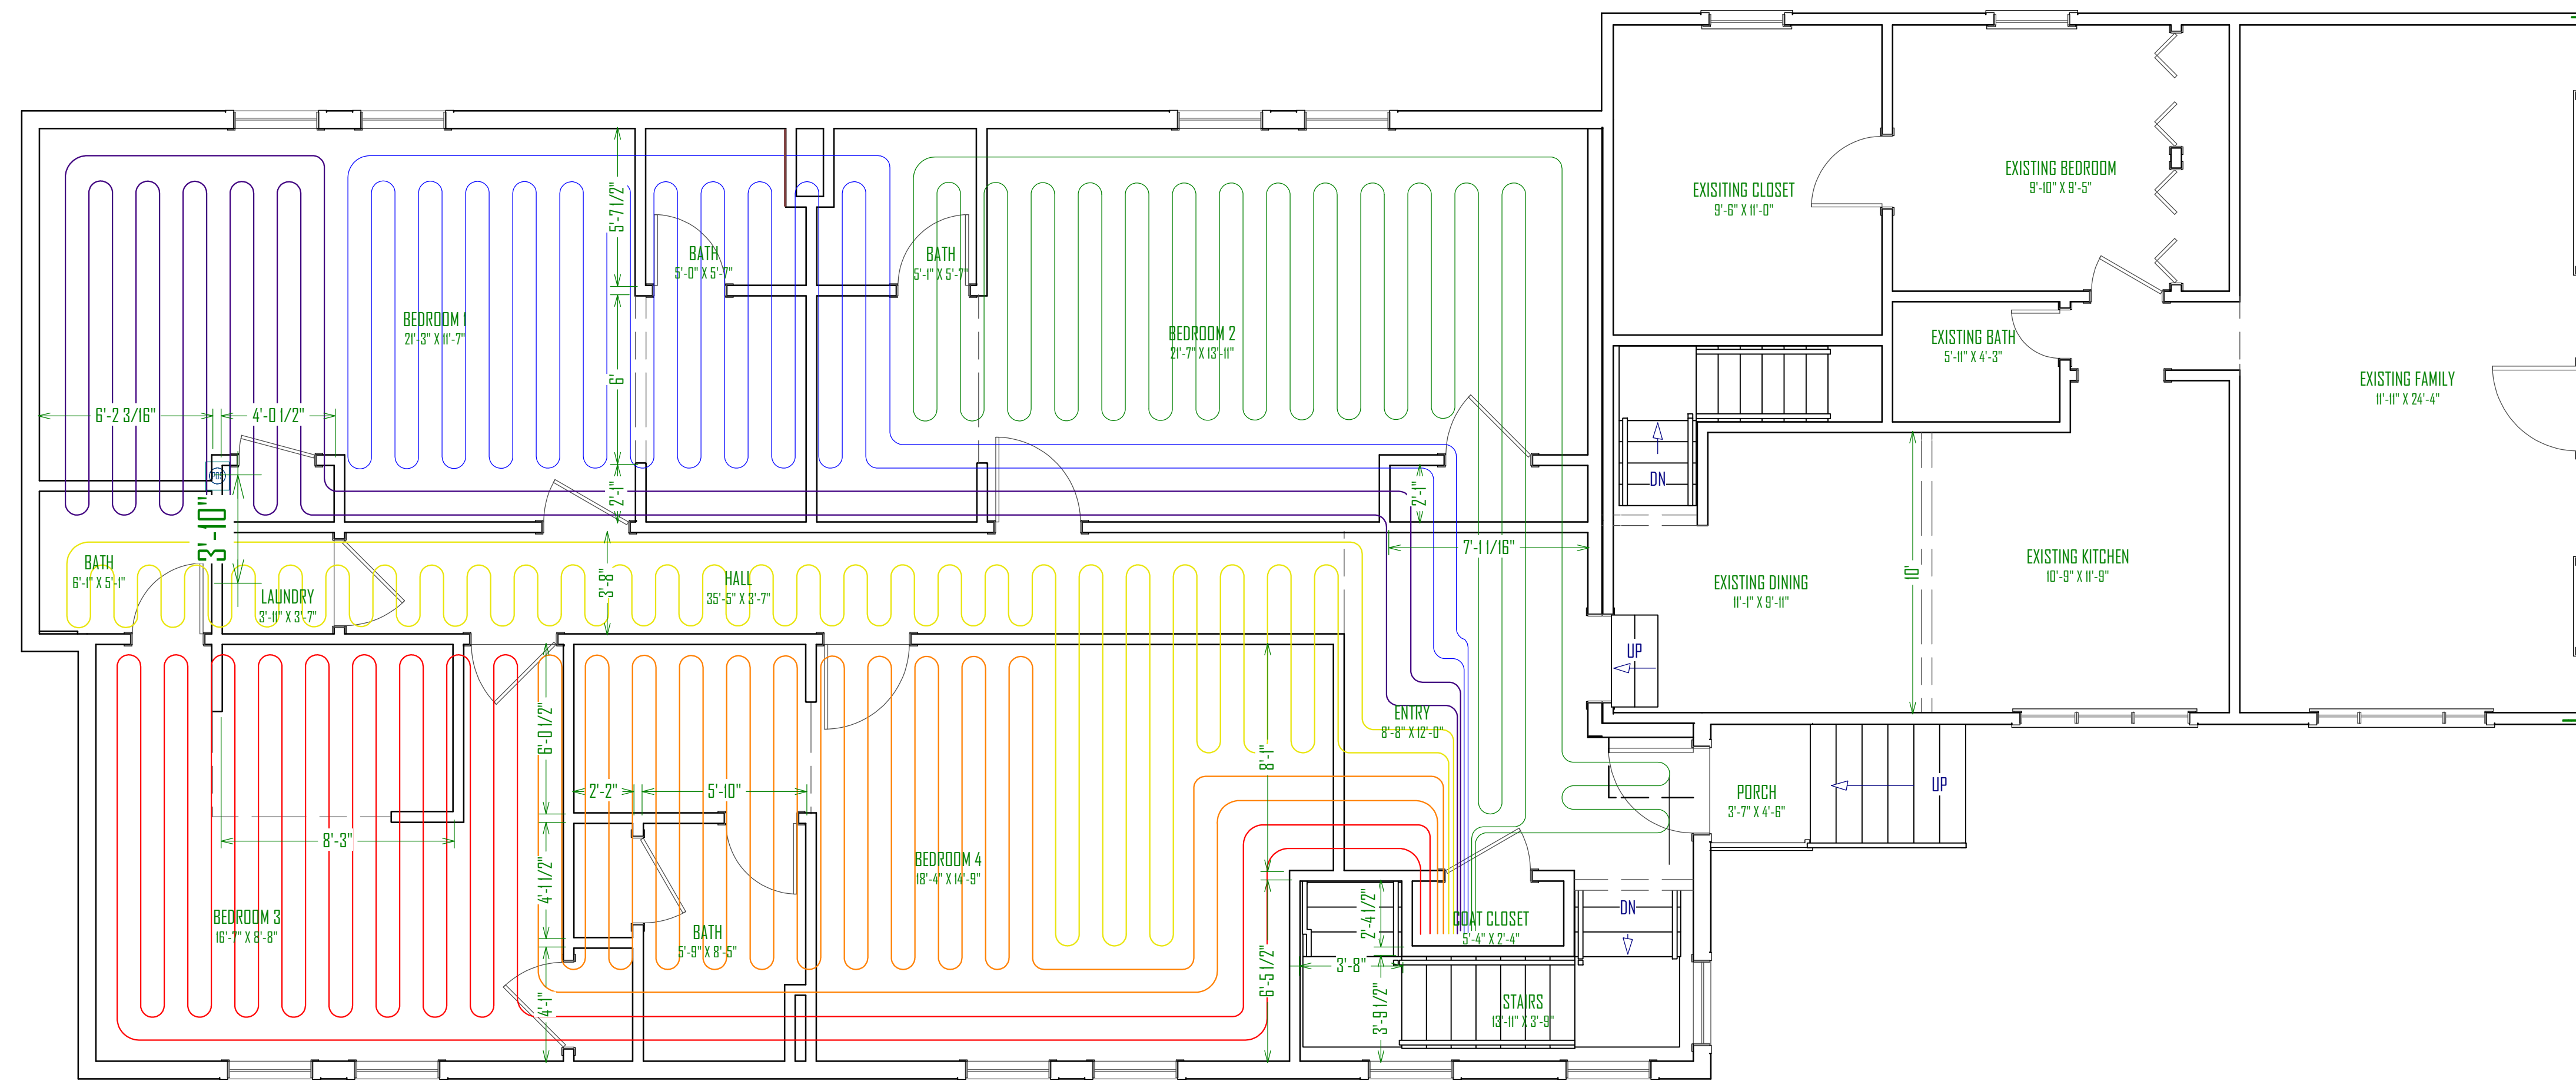 EXISITING CLOSET
9'-6" X 11'-0"
EXISTING BEDROOM
9'-10" X 9'-5"
5'-7 1/2"
BATH
5'-0" X 5'-7"
BATH
5'-1" X 5'-7"
BEDROOM 1
21'-3" X 11'-7"
BEDROOM 2
21'-7" X 13'-11"
EXISTING BATH
5'-11" X 4'-3"
EXISTING FAMILY
11'-11" X 24'-4"
6'
6'-2 3/16"
4'-0 1/2"
DN
2'-1"
2'-1"
3'-10"
7'-1 1/16"
BATH
6'-1" X 5'-1"
LAUNDRY
3'-11" X 3'-7"
3'-8"
HALL
35'-5" X 3'-7"
EXISTING DINING
11'-1" X 9'-11"
10'
EXISTING KITCHEN
10'-9" X 11'-9"
UP
6'-0 1/2"
ENTRY
8'-8" X 12'-0"
8'-1"
2'-2"
5'-10"
PORCH
3'-7" X 4'-6"
UP
8'-3"
BEDROOM 4
18'-4" X 14'-9"
4'-1 1/2"
BEDROOM 3
16'-7" X 8'-8"
BATH
5'-9" X 8'-5"
2'-4 1/2"
COAT CLOSET
5'-4" X 2'-4"
DN
3'-8"
6'-5 1/2"
4'-1"
3'-9 1/2"
STAIRS
13'-11" X 3'-9"